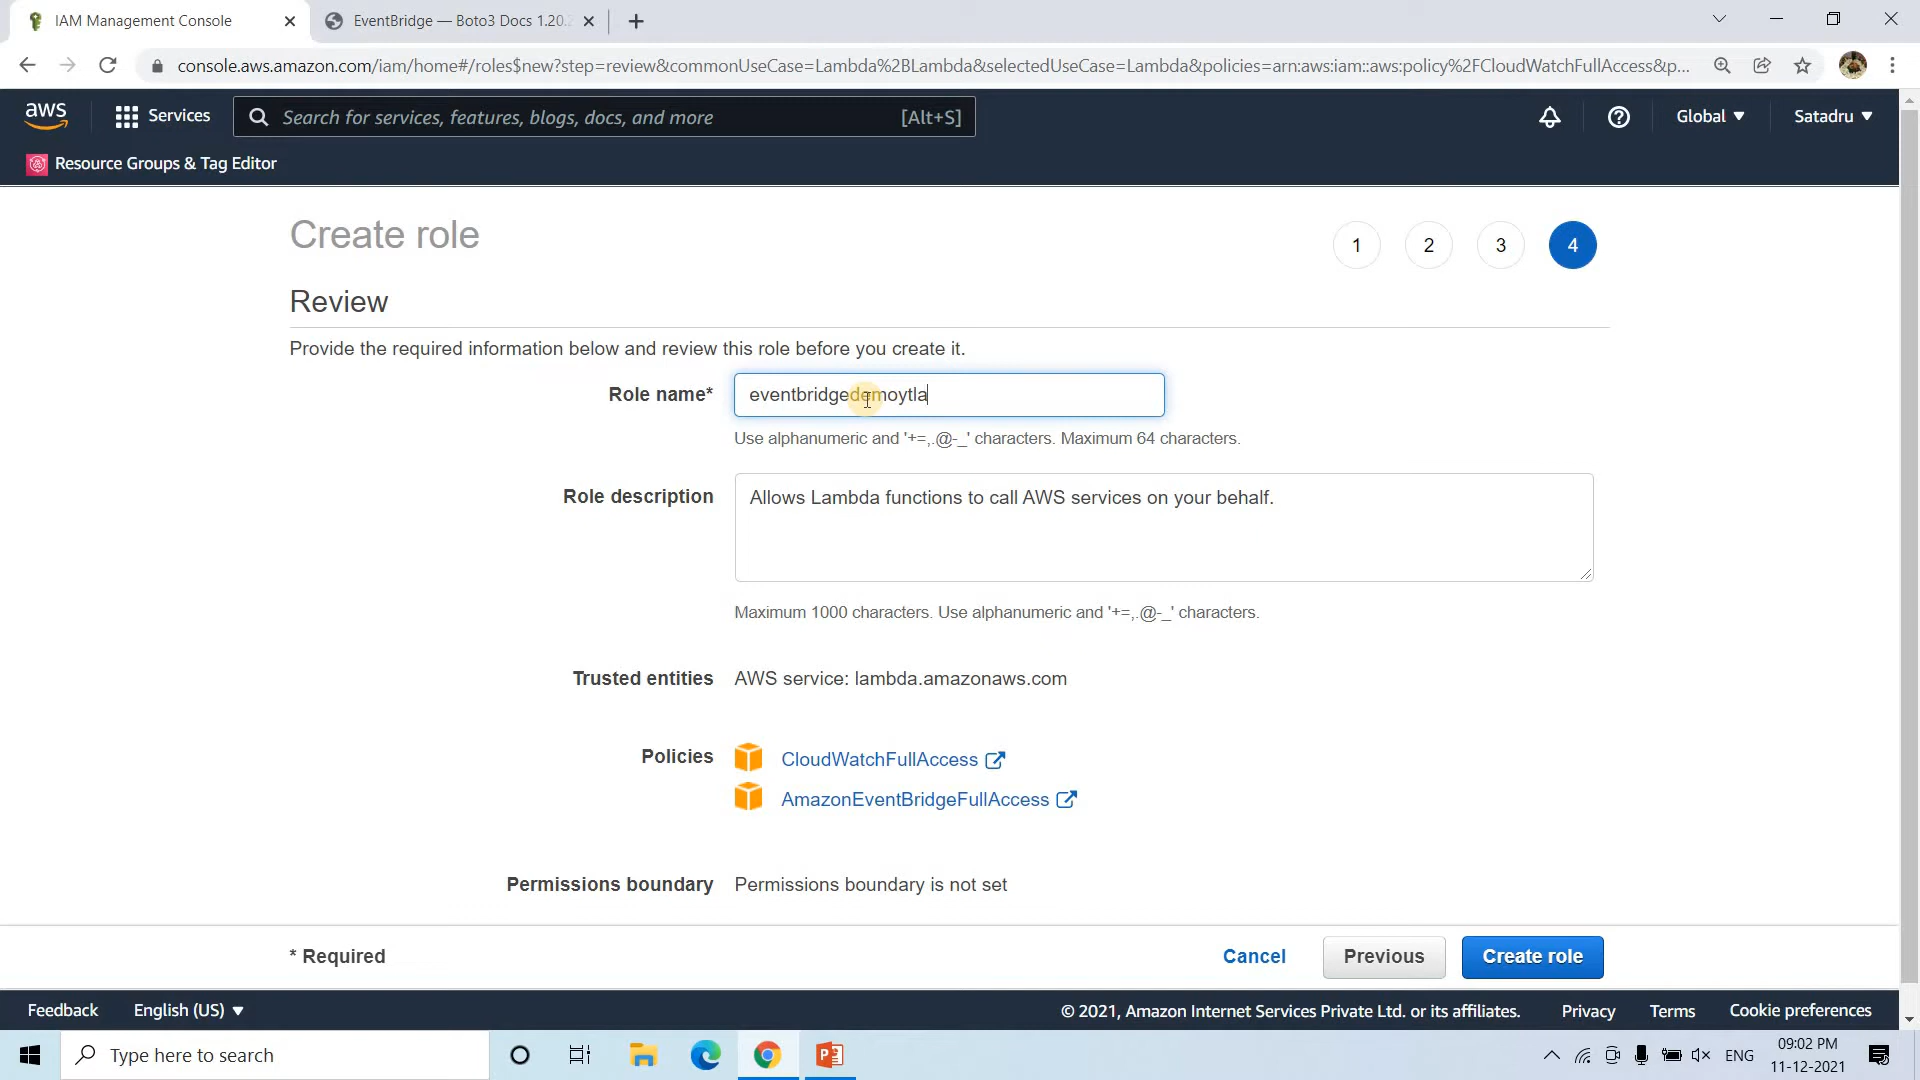 IAM Management Console
EventBridge — Boto3 Docs 1.20.
console.aws.amazon.com/iam/home#/roles$new?step=review&commonUseCase=Lambda%2BLambda&selectedUseCase=Lambda&policies=arn:aws:iam::aws:policy%2FCloudWatchFullAccess&p...
aws
Services
Search for services, features, blogs, docs, and more
[Alt+S]
Global
Satadru
Resource Groups & Tag Editor
Create role
1
2
3
4
Review
Provide the required information below and review this role before you create it.
Role name*
eventbridgedemoytla
Use alphanumeric and '+=,.@-_' characters. Maximum 64 characters.
Role description
Allows Lambda functions to call AWS services on your behalf.
Maximum 1000 characters. Use alphanumeric and '+=,.@-_' characters.
Trusted entities
AWS service: lambda.amazonaws.com
Policies
CloudWatchFullAccess
AmazonEventBridgeFullAccess
Permissions boundary
Permissions boundary is not set
* Required
Cancel
Previous
Create role
Feedback
English (US)
© 2021, Amazon Internet Services Private Ltd. or its affiliates.
Privacy
Terms
Cookie preferences
Type here to search
ENG
09:02 PM
11-12-2021